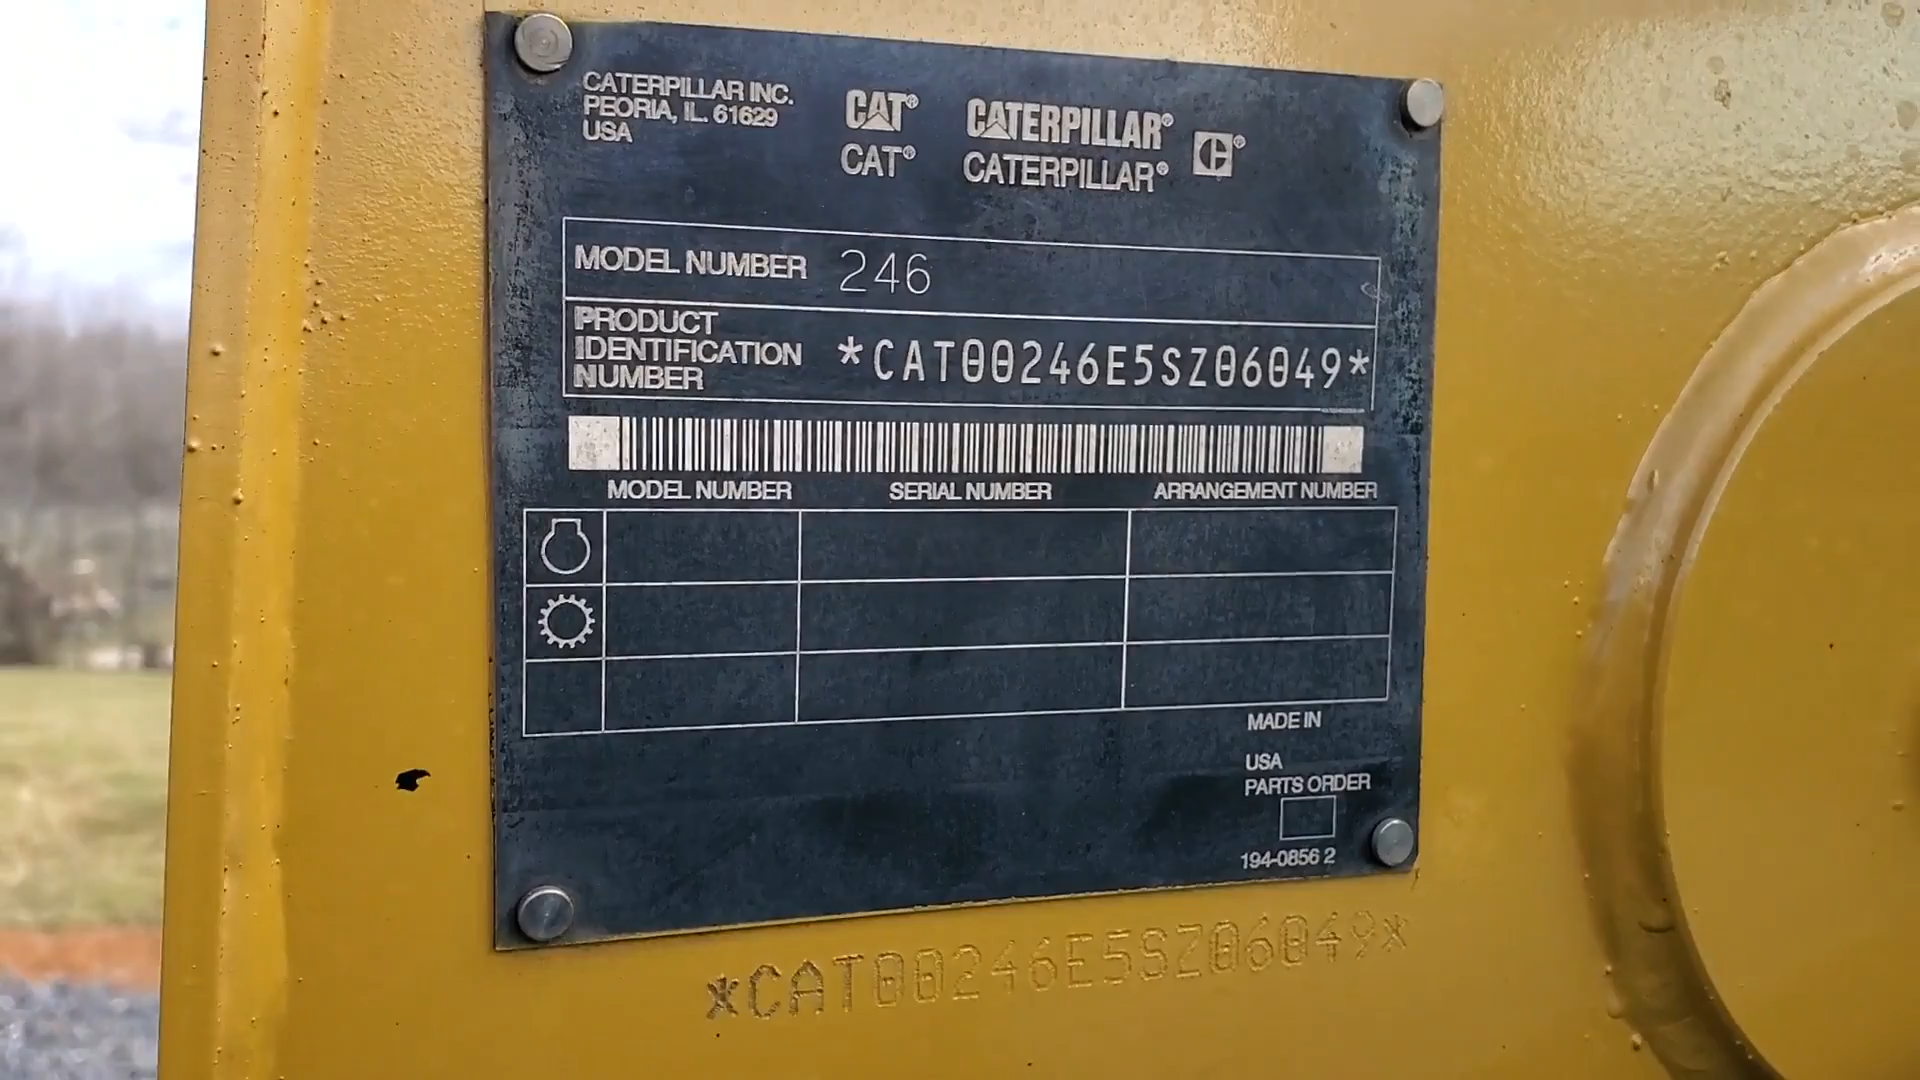 CATERPILLAR INC.
PEORIA, IL. 61629
USA
CAT® CATERPILLAR®
CAT® CATERPILLAR®
MODEL NUMBER 246
PRODUCT
IDENTIFICATION
NUMBER
*CAT00246E5SZ06049*
MODEL NUMBER SERIAL NUMBER ARRANGEMENT NUMBER
MADE IN
USA
PARTS ORDER
194-0856 2
*CAT00246E5SZ06049*